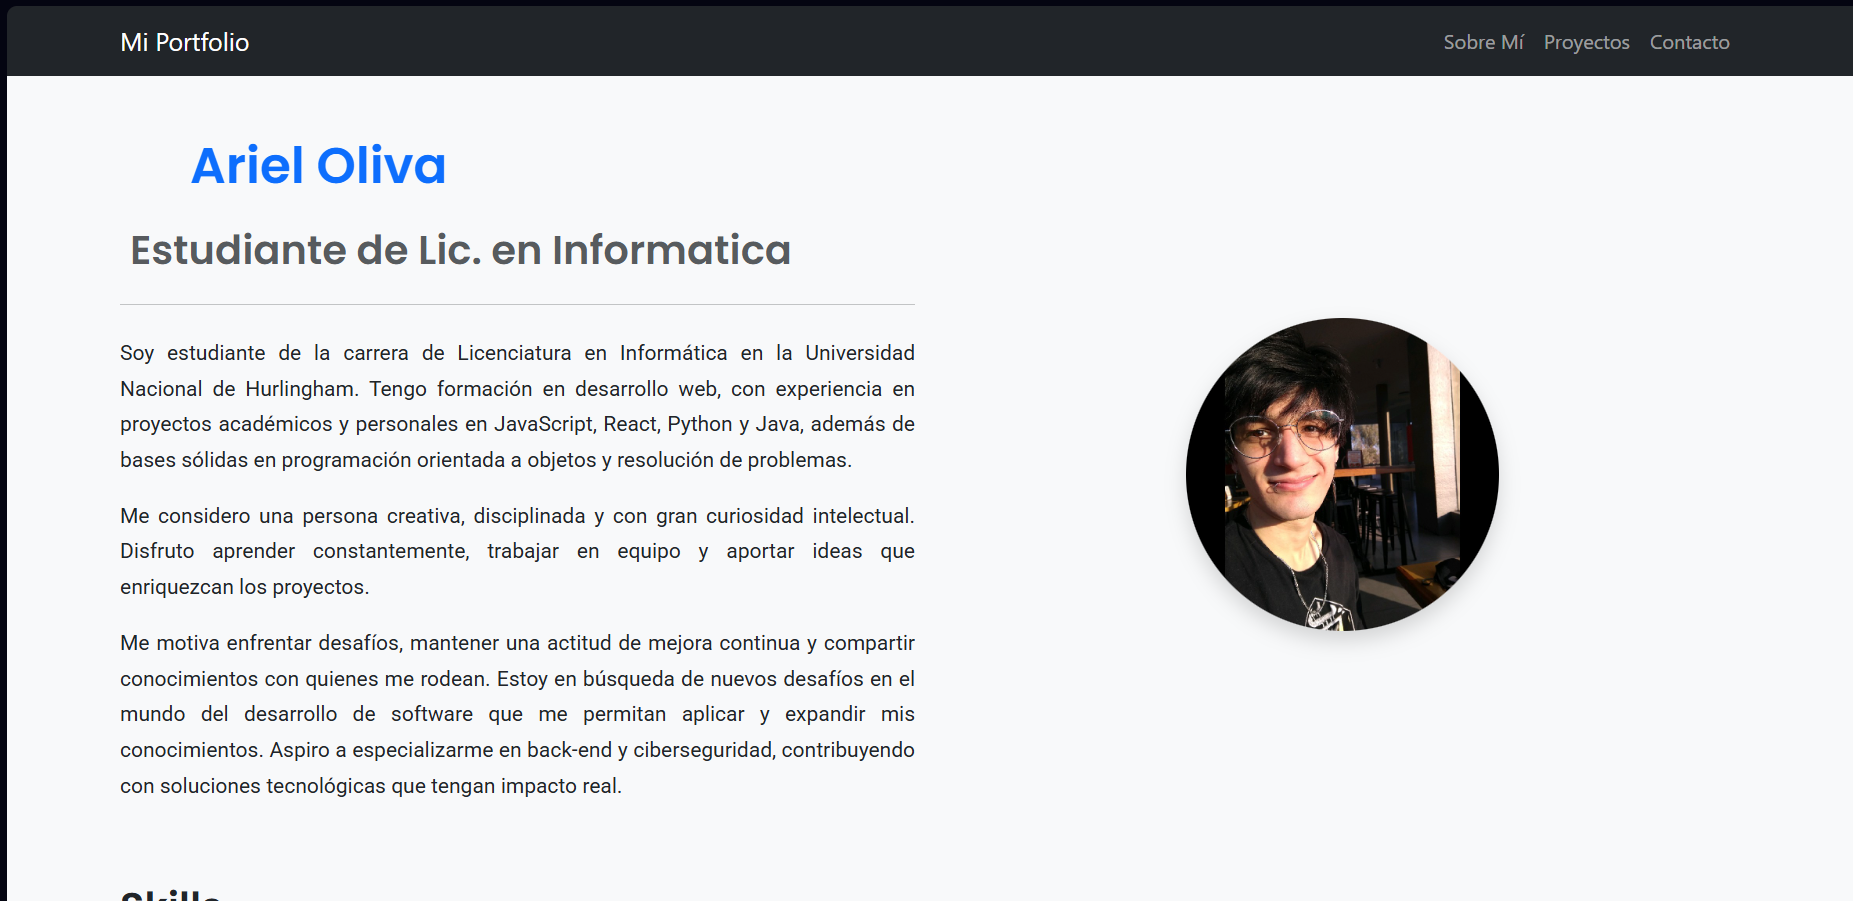 Mi Portfolio
Sobre Mí Proyectos Contacto
Ariel Oliva
Estudiante de Lic. en Informatica
Soy estudiante de la carrera de Licenciatura en Informática en la Universidad
Nacional de Hurlingham. Tengo formación en desarrollo web, con experiencia en
proyectos académicos y personales en JavaScript, React, Python y Java, además de
bases sólidas en programación orientada a objetos y resolución de problemas.
Me considero una persona creativa, disciplinada y con gran curiosidad intelectual.
Disfruto aprender constantemente, trabajar en equipo y aportar ideas que
enriquezcan los proyectos.
Me motiva enfrentar desafíos, mantener una actitud de mejora continua y compartir
conocimientos con quienes me rodean. Estoy en búsqueda de nuevos desafíos en el
mundo del desarrollo de software que me permitan aplicar y expandir mis
conocimientos. Aspiro a especializarme en back-end y ciberseguridad, contribuyendo
con soluciones tecnológicas que tengan impacto real.
Skills